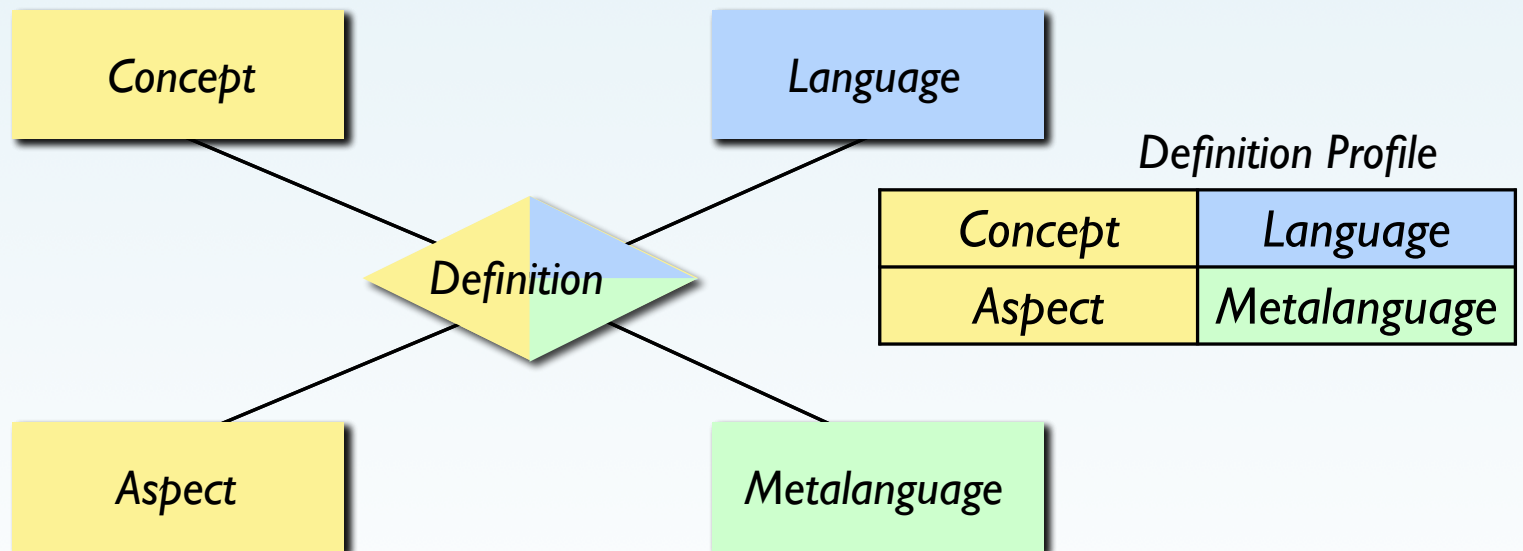 Concept
Language
Definition Profile
Concept Language
Definition
Aspect Metalanguage
Aspect
Metalanguage